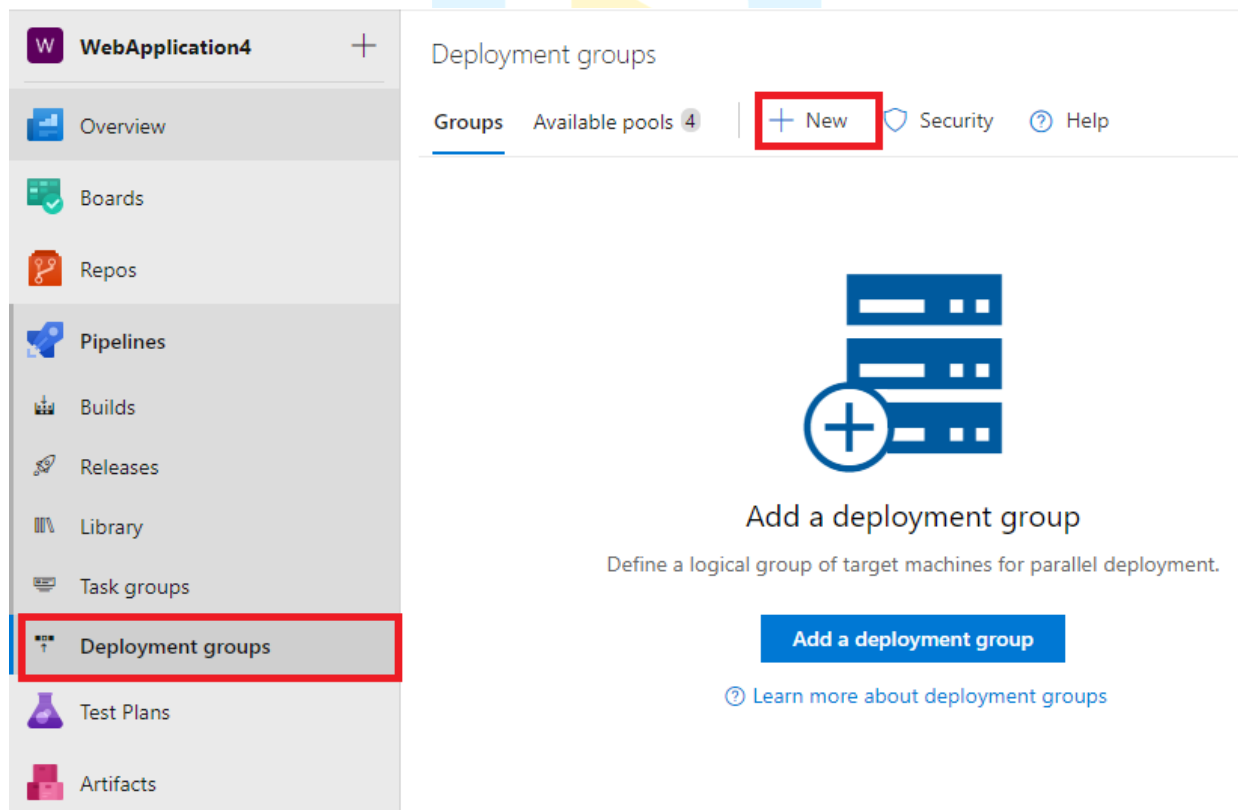 W WebApplication4
Overview
Boards
Repos
Pipelines
Builds
Releases
Library
Task groups
Deployment groups
Test Plans
Artifacts
Deployment groups
Groups Available pools 4 + New Security ? Help
Add a deployment group
Define a logical group of target machines for parallel deployment.
Add a deployment group
? Learn more about deployment groups